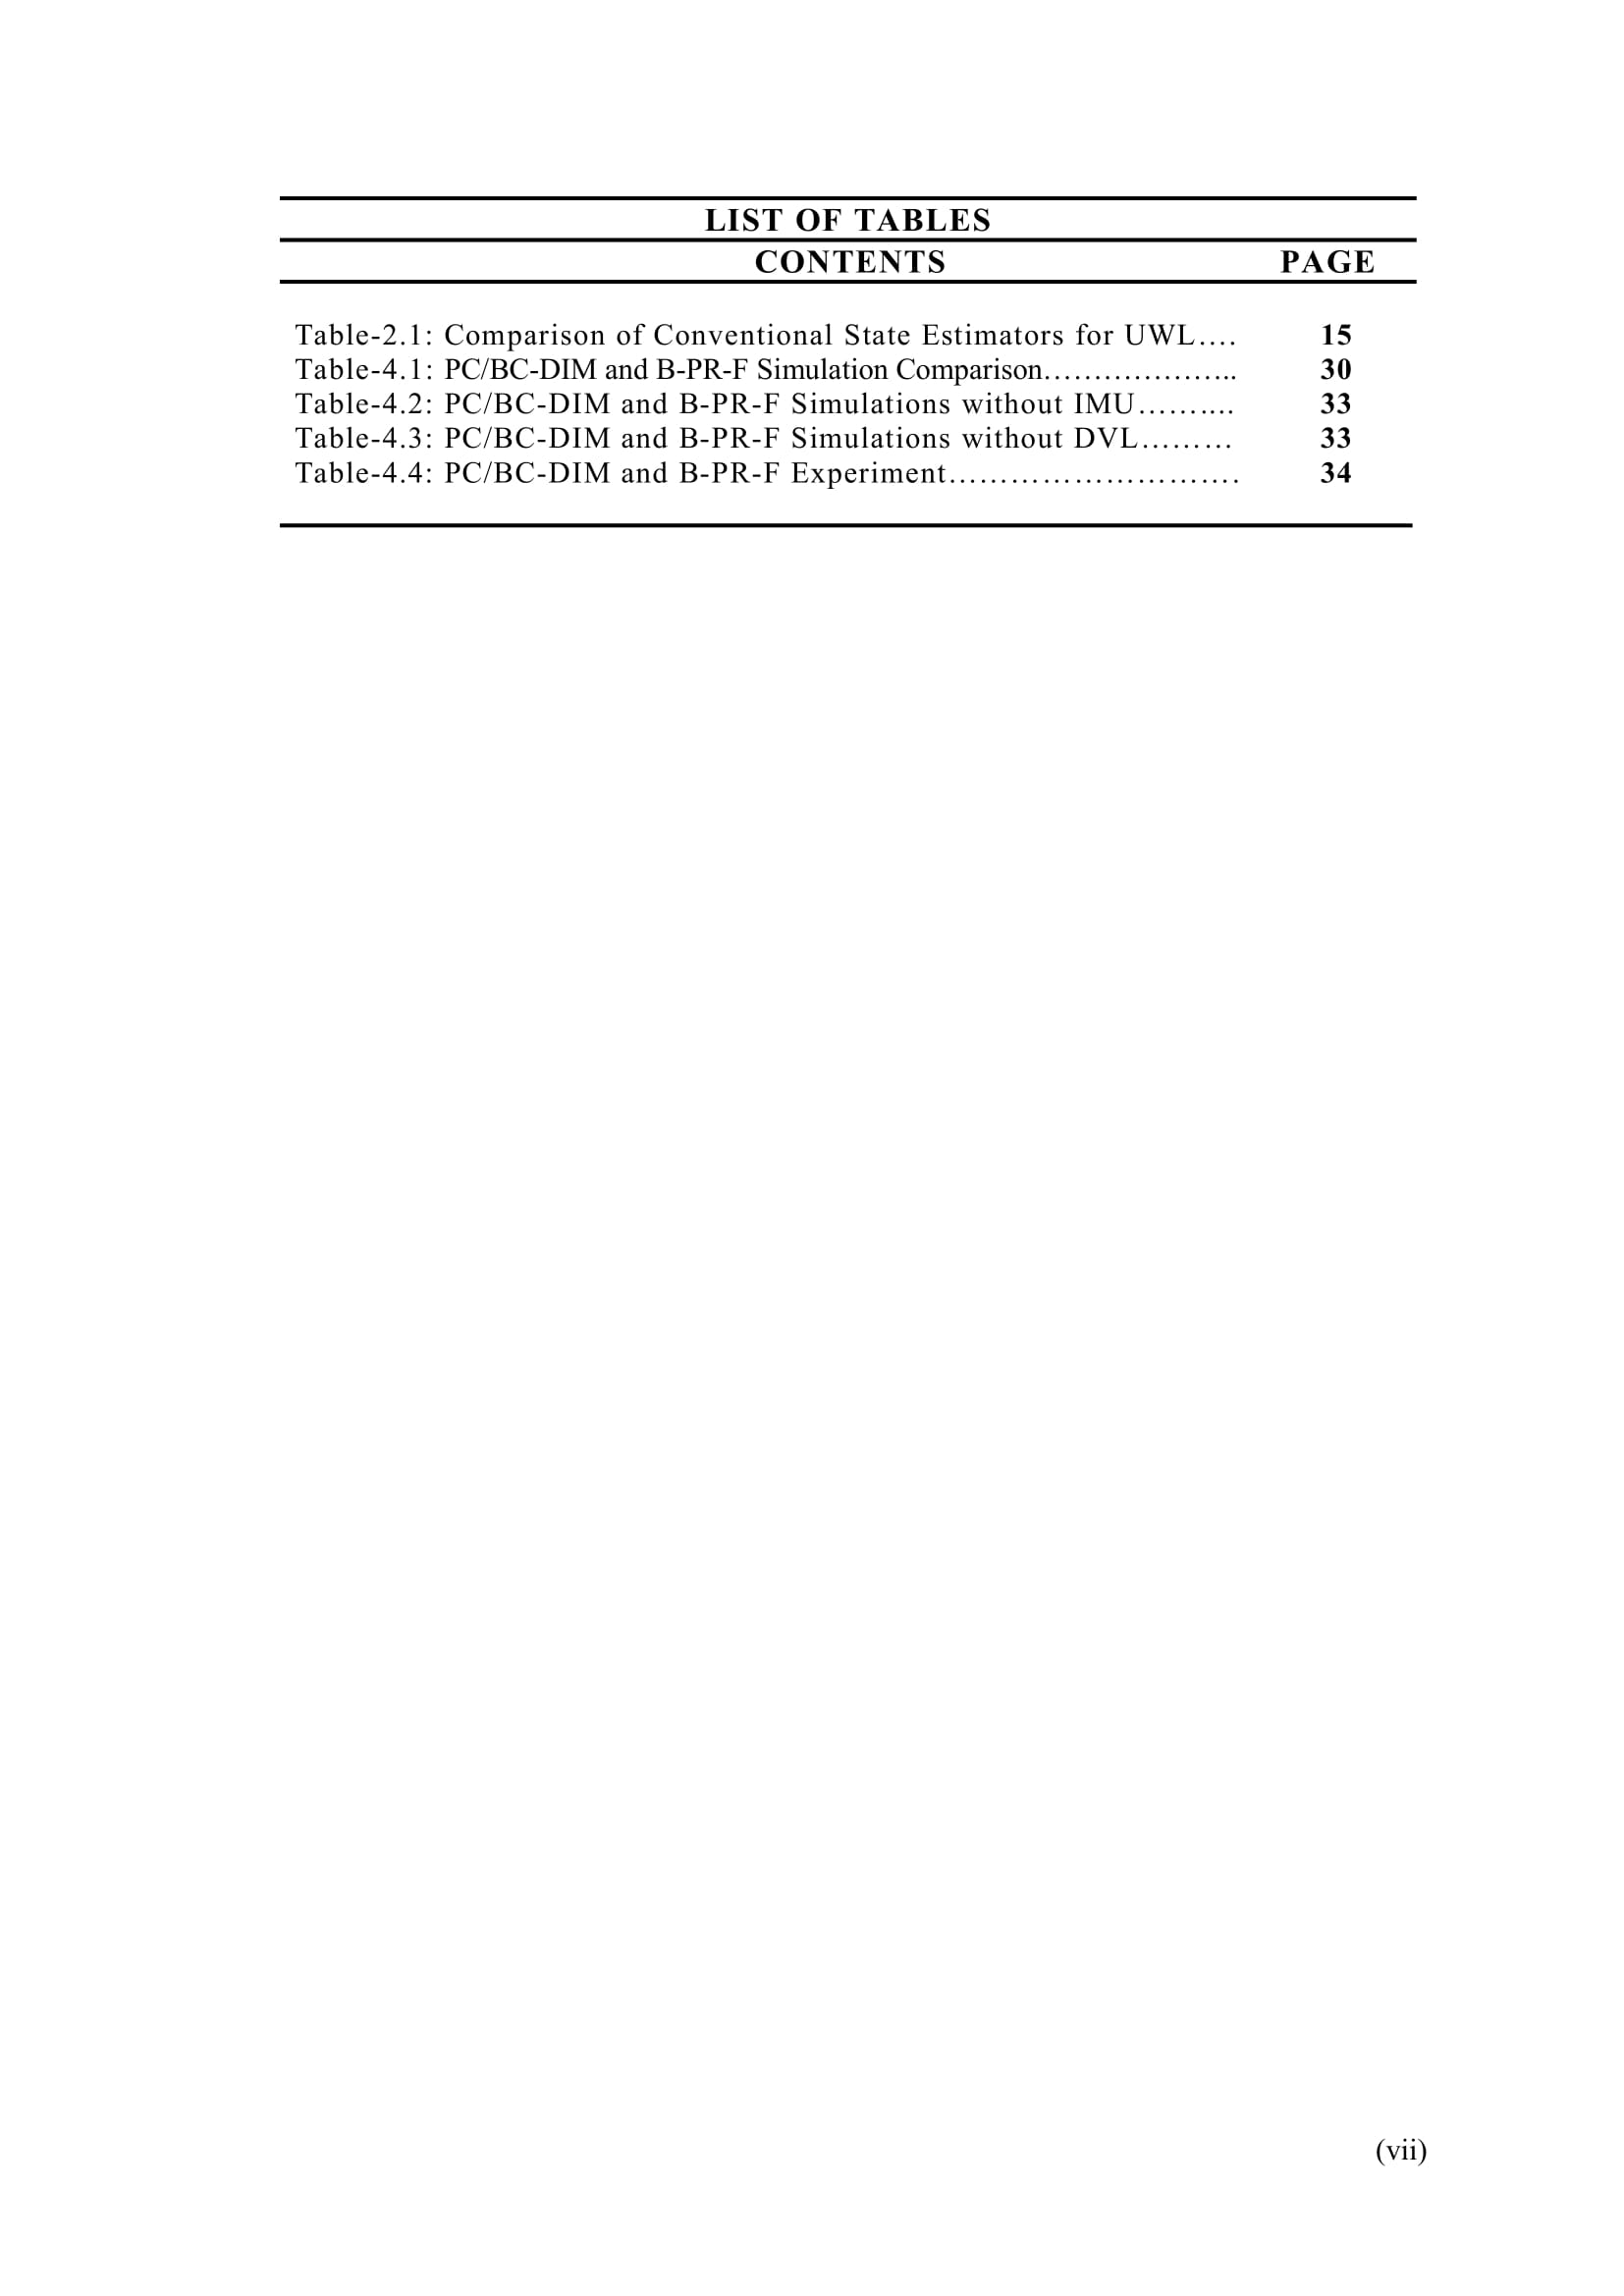 LIST OF TABLES
CONTENTS PAGE
Table-2.1: Comparison of Conventional State Estimators for UWL…. 15
Table-4.1: PC/BC-DIM and B-PR-F Simulation Comparison……………….. 30
Table-4.2: PC/BC-DIM and B-PR-F Simulations without IMU…….... 33
Table-4.3: PC/BC-DIM and B-PR-F Simulations without DVL……… 33
Table-4.4: PC/BC-DIM and B-PR-F Experiment………………………. 34
(vii)